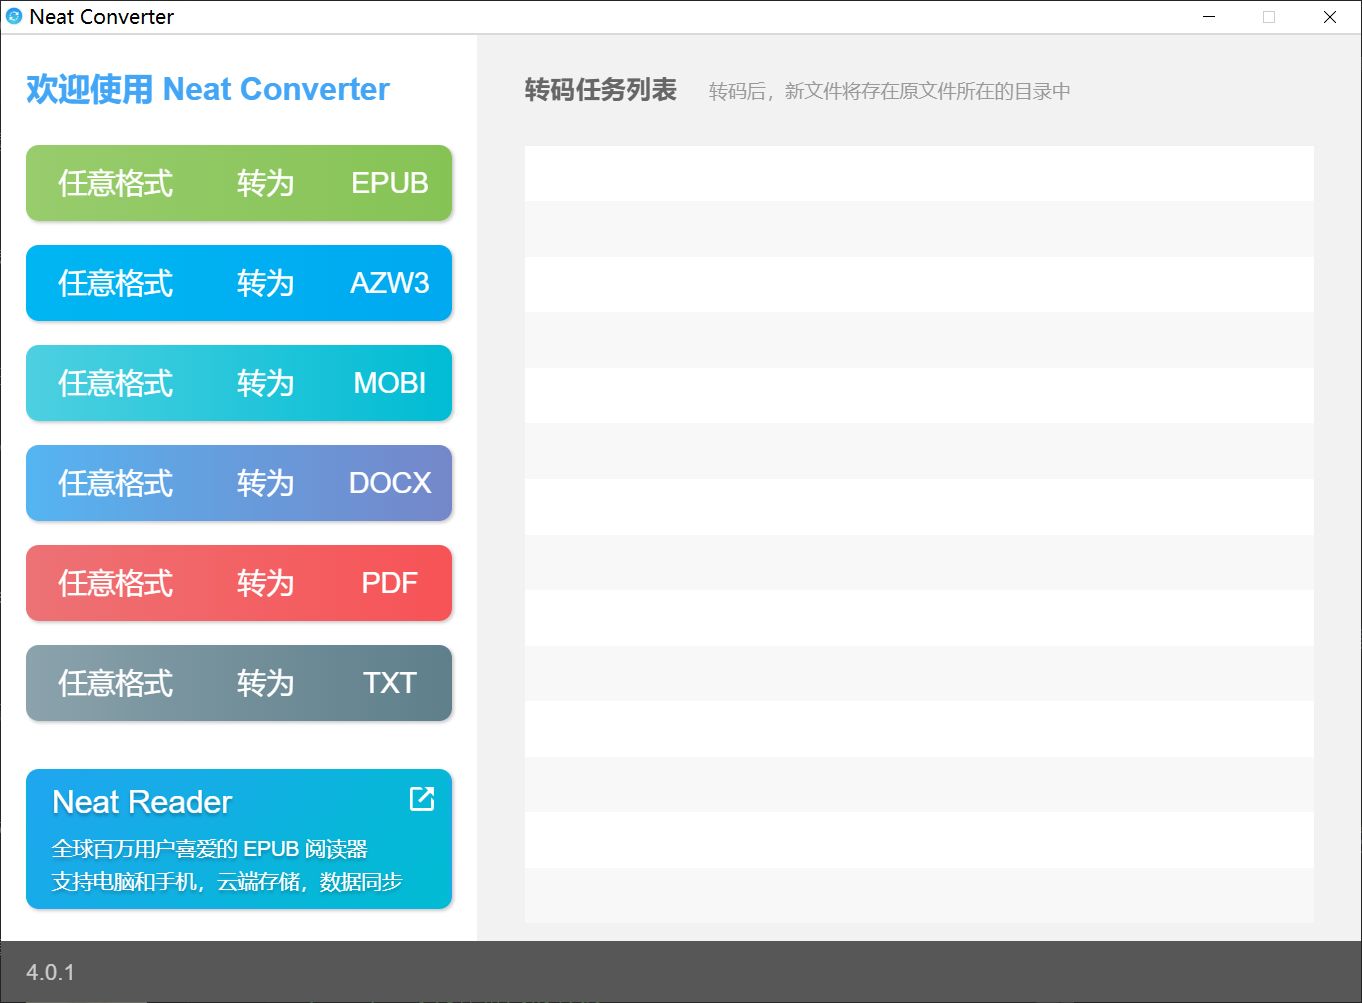 Neat Converter
欢迎使用 Neat Converter
任意格式 转为 EPUB
任意格式 转为 AZW3
任意格式 转为 MOBI
任意格式 转为 DOCX
任意格式 转为 PDF
任意格式 转为 TXT
Neat Reader
全球百万用户喜爱的 EPUB 阅读器
支持电脑和手机，云端存储，数据同步
转码任务列表
转码后，新文件将存在原文件所在的目录中
4.0.1